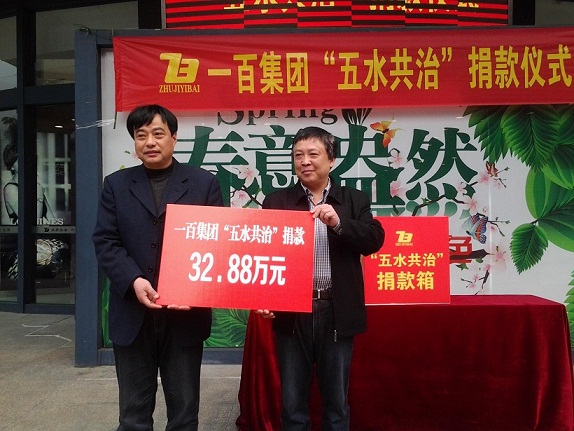 一百集团“五水共治”捐款仪式
ZHUJIYIBAI
Spring
春意盎然
一百集团“五水共治”捐款
32.88万元
ZHUJIYIBAI
“五水共治”
捐款箱
色